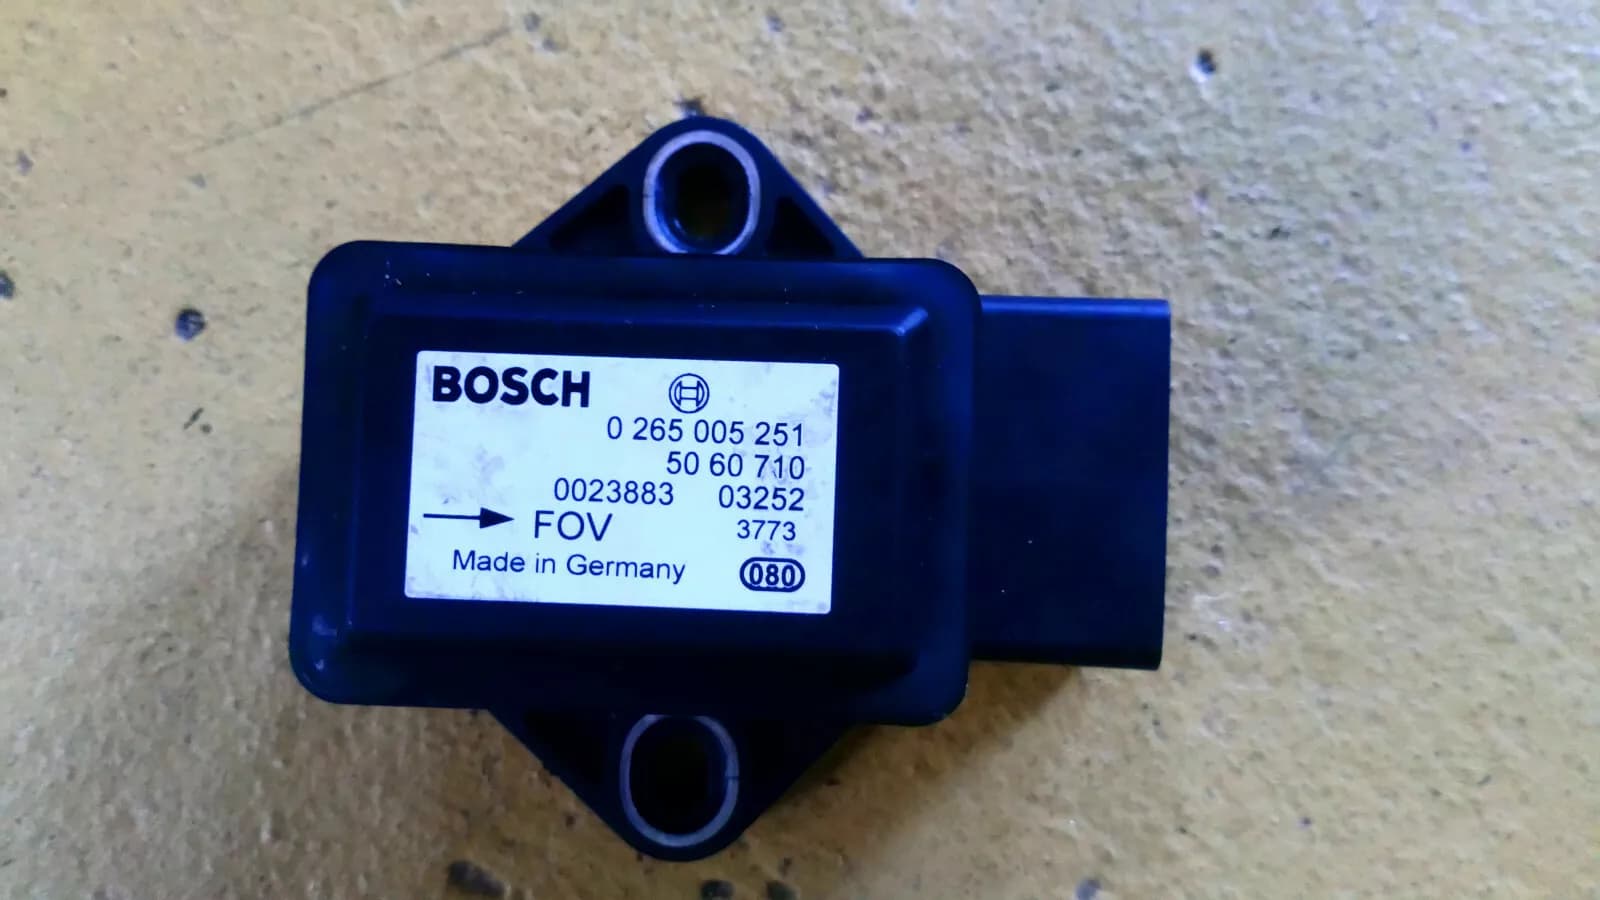 BOSCH
0 265 005 251
50 60 710
0023883 03252
FOV 3773
Made in Germany 080